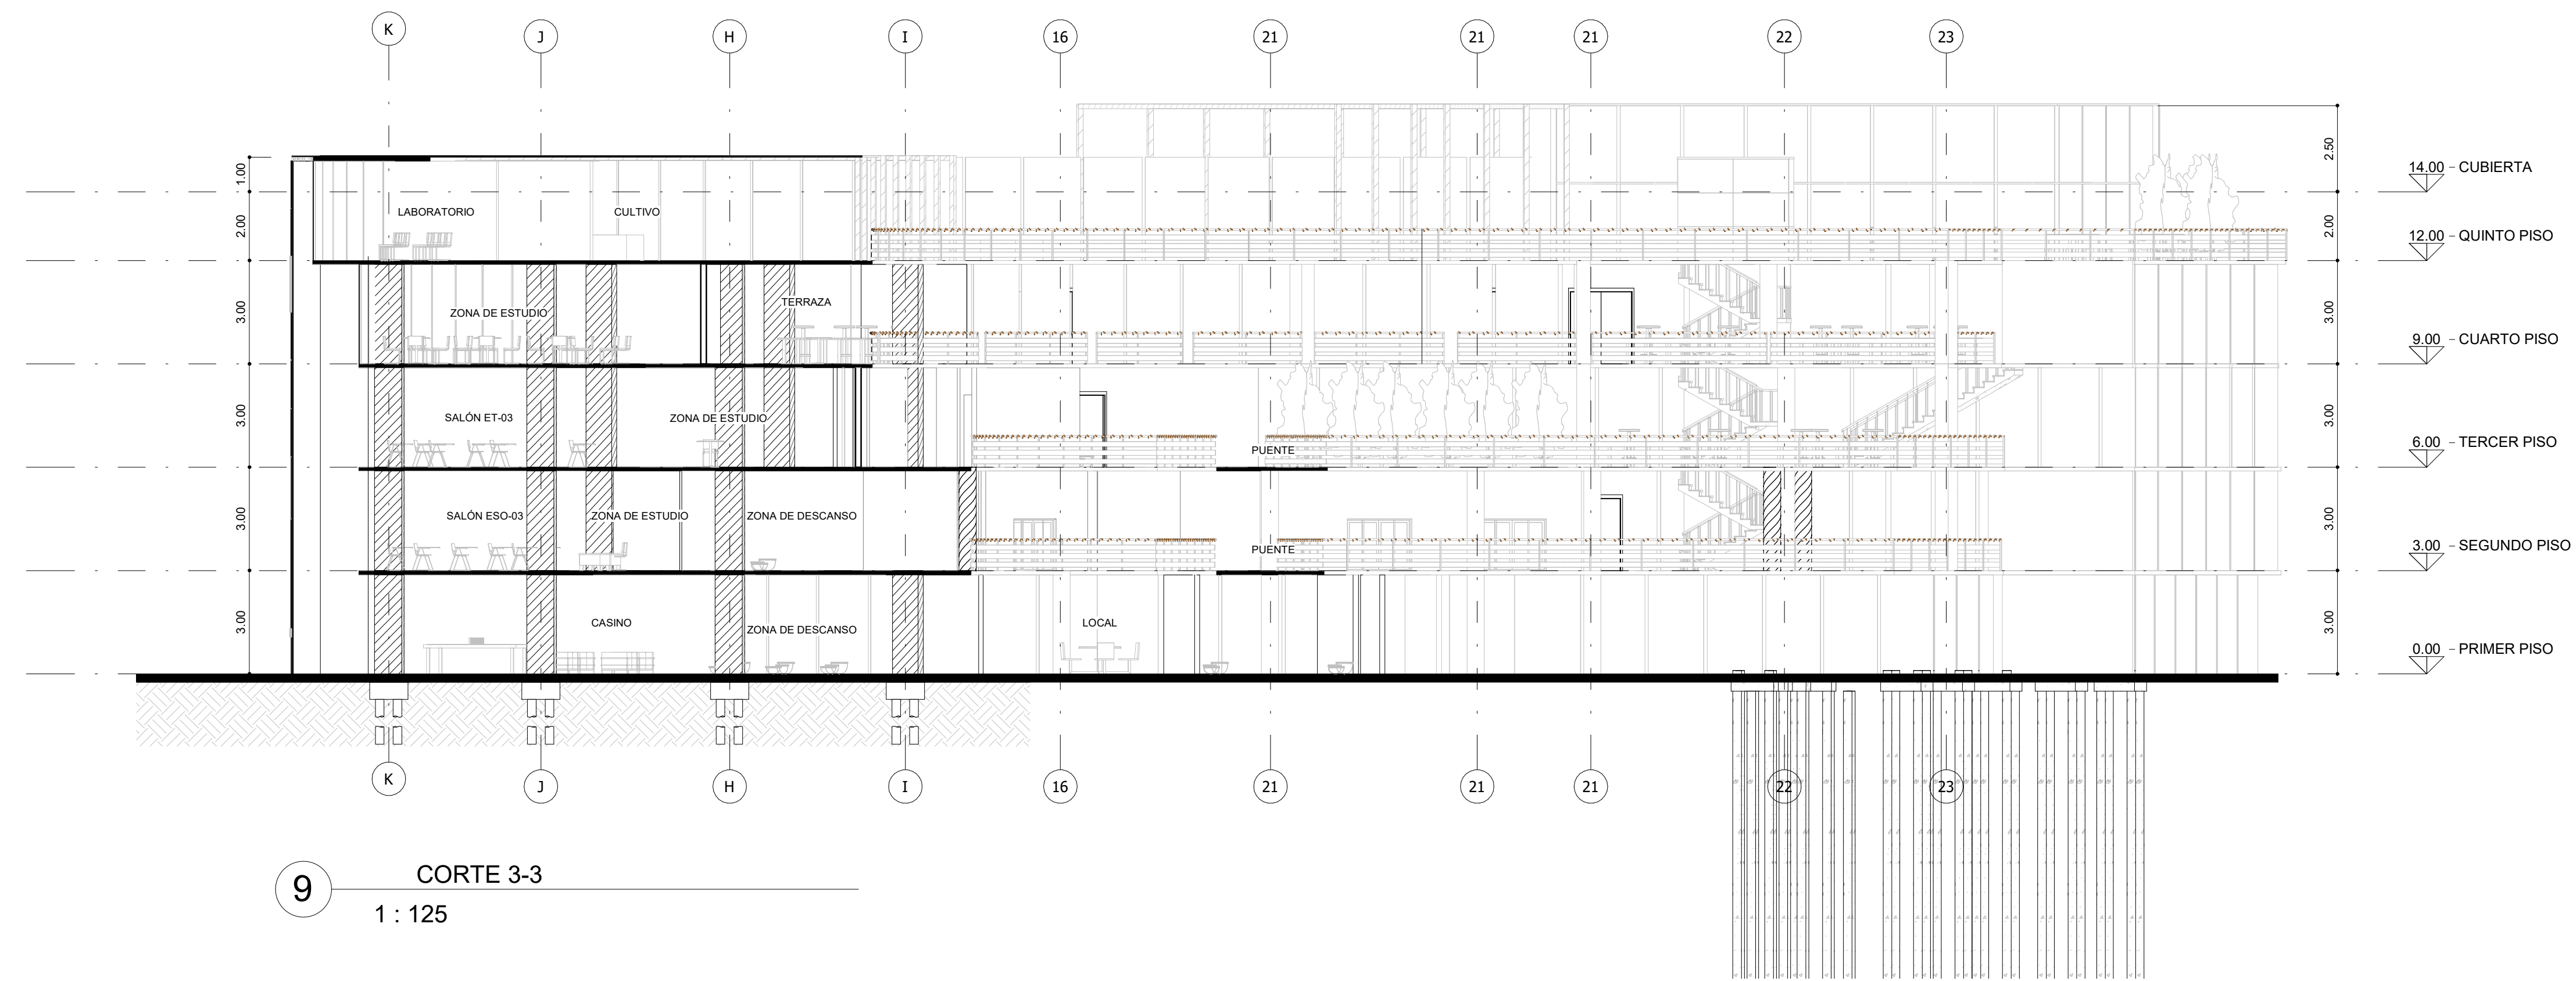 K J H I 16 21 21 21 22 23
1.00
2.50
14.00 - CUBIERTA
LABORATORIO CULTIVO
2.00
2.00
12.00 - QUINTO PISO
TERRAZA
ZONA DE ESTUDIO
3.00
3.00
9.00 - CUARTO PISO
SALÓN ET-03 ZONA DE ESTUDIO
3.00
3.00
6.00 - TERCER PISO
PUENTE
SALÓN ESO-03 ZONA DE ESTUDIO ZONA DE DESCANSO
3.00
3.00
3.00 - SEGUNDO PISO
PUENTE
CASINO ZONA DE DESCANSO LOCAL
3.00
3.00
0.00 - PRIMER PISO
K J H I 16 21 21 21 22 23
9 CORTE 3-3
1 : 125